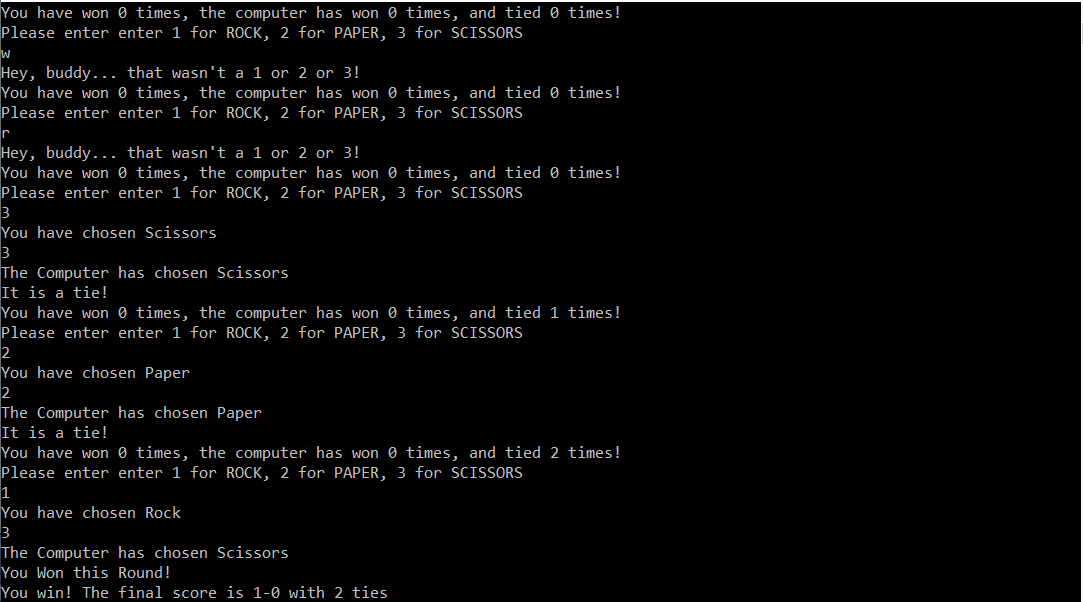 You have won 0 times, the computer has won 0 times, and tied 0 times!
Please enter enter 1 for ROCK, 2 for PAPER, 3 for SCISSORS
w
Hey, buddy... that wasn't a 1 or 2 or 3!
You have won 0 times, the computer has won 0 times, and tied 0 times!
Please enter enter 1 for ROCK, 2 for PAPER, 3 for SCISSORS
r
Hey, buddy... that wasn't a 1 or 2 or 3!
You have won 0 times, the computer has won 0 times, and tied 0 times!
Please enter enter 1 for ROCK, 2 for PAPER, 3 for SCISSORS
3
You have chosen Scissors
3
The Computer has chosen Scissors
It is a tie!
You have won 0 times, the computer has won 0 times, and tied 1 times!
Please enter enter 1 for ROCK, 2 for PAPER, 3 for SCISSORS
2
You have chosen Paper
2
The Computer has chosen Paper
It is a tie!
You have won 0 times, the computer has won 0 times, and tied 2 times!
Please enter enter 1 for ROCK, 2 for PAPER, 3 for SCISSORS
1
You have chosen Rock
3
The Computer has chosen Scissors
You Won this Round!
You win! The final score is 1-0 with 2 ties